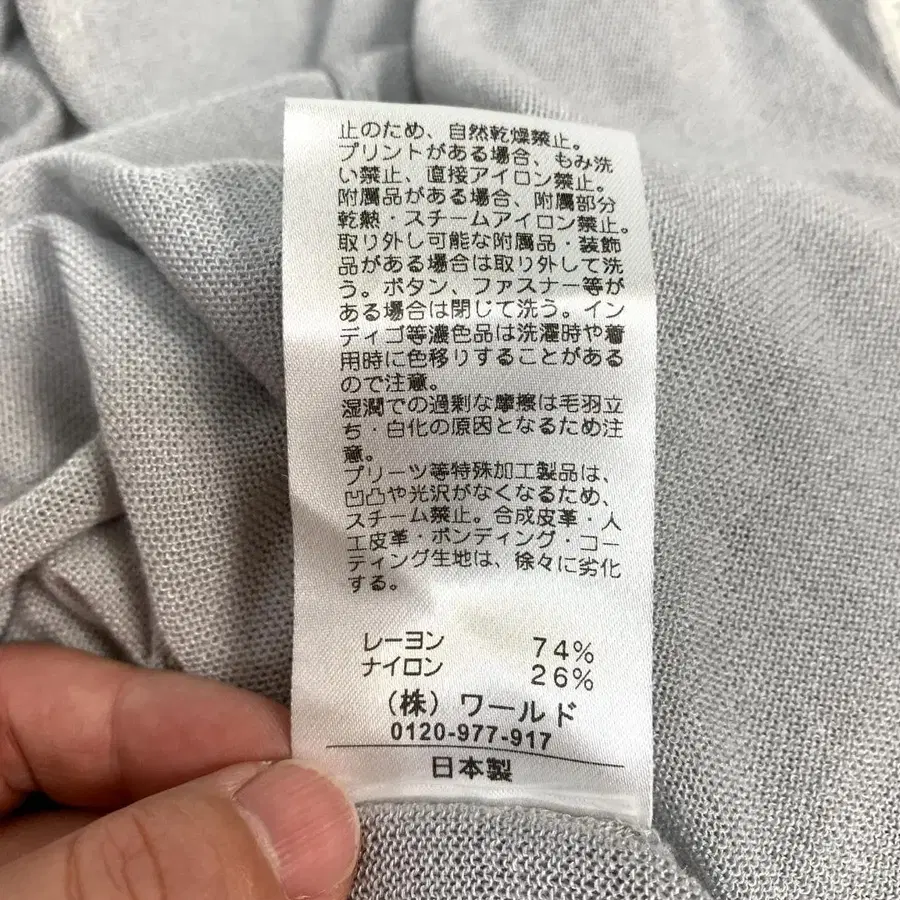 止のため、自然乾燥禁止。
プリントがある場合、もみ洗
い禁止、直接アイロン禁止。
附属品がある場合、附属部分
乾熱・スチームアイロン禁止。
取り外し可能な附属品・装飾
品がある場合は取り外して洗
う。ボタン、ファスナー等が
ある場合は閉じて洗う。イン
ディゴ等濃色品は洗濯時や着
用時に色移りすることがある
ので注意。
湿潤での過剰な摩擦は毛羽立
ち・白化の原因となるため注
意。
プリーツ等特殊加工製品は、
凹凸や光沢がなくなるため、
スチーム禁止。合成皮革・人
工皮革・ボンディング・コー
ティング生地は、徐々に劣化
する。
レーヨン 74%
ナイロン 26%
（株）ワールド
0120-977-917
日本製